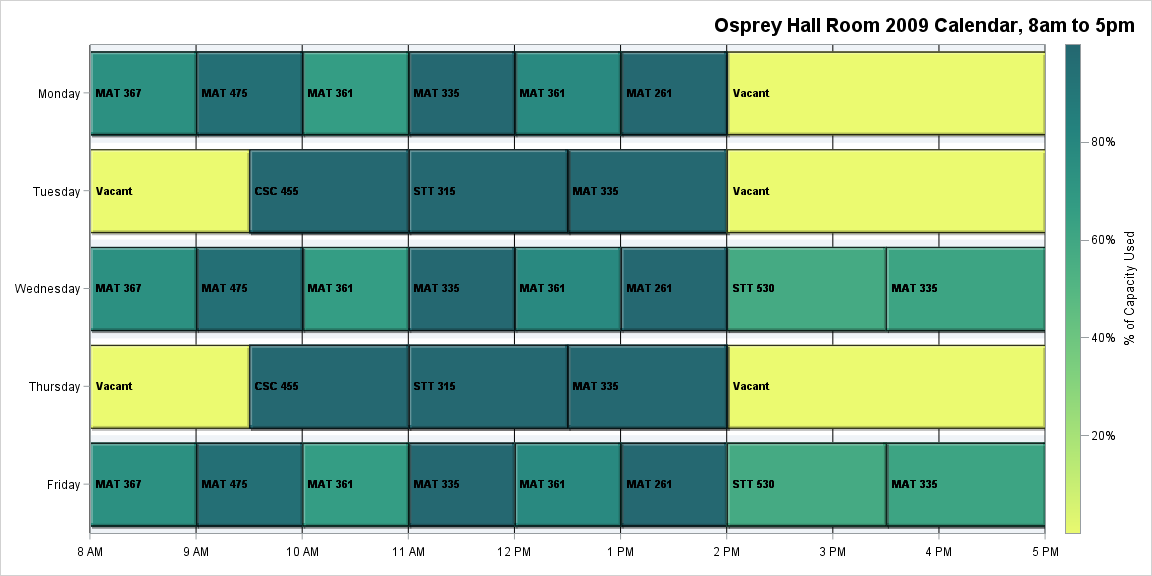 Osprey Hall Room 2009 Calendar, 8am to 5pm
Monday
MAT 367
MAT 475
MAT 361
MAT 335
MAT 361
MAT 261
Vacant
Tuesday
Vacant
CSC 455
STT 315
MAT 335
Vacant
Wednesday
MAT 367
MAT 475
MAT 361
MAT 335
MAT 361
MAT 261
STT 530
MAT 335
Thursday
Vacant
CSC 455
STT 315
MAT 335
Vacant
Friday
MAT 367
MAT 475
MAT 361
MAT 335
MAT 361
MAT 261
STT 530
MAT 335
8 AM
9 AM
10 AM
11 AM
12 PM
1 PM
2 PM
3 PM
4 PM
5 PM
80%
60%
40%
20%
% of Capacity Used